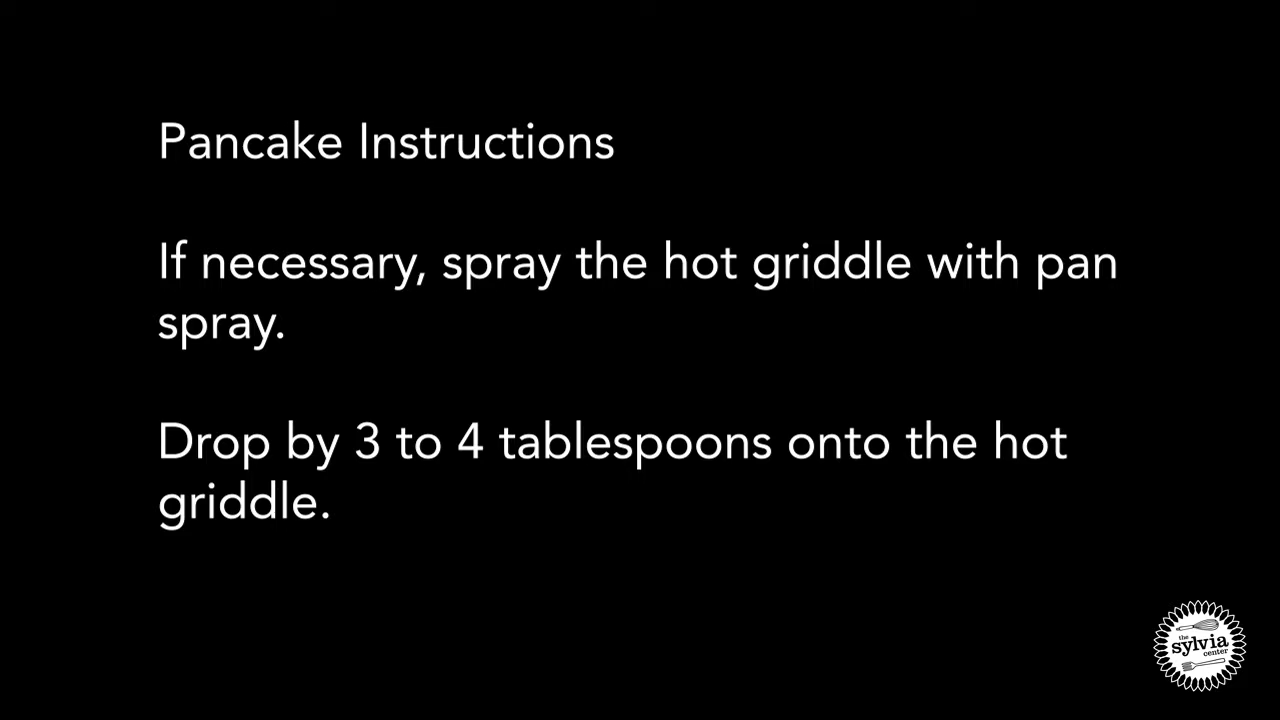 Pancake Instructions
If necessary, spray the hot griddle with pan
spray.
Drop by 3 to 4 tablespoons onto the hot
griddle.
the
sylvia
center